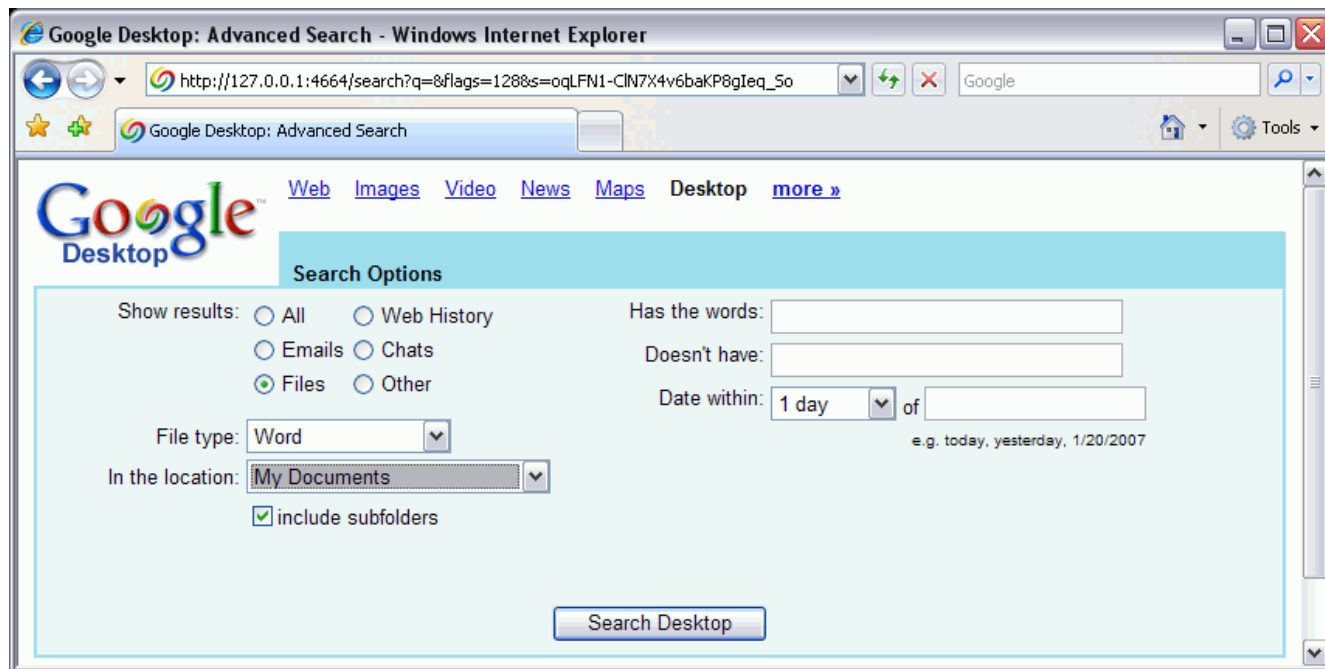 Google Desktop: Advanced Search - Windows Internet Explorer
http://127.0.0.1:4664/search?q=&flags=128&s=oqLFN1-ClN7X4v6baKP8gIeq_So
Google
Google Desktop: Advanced Search
Tools
Google™
Desktop
Web Images Video News Maps Desktop more »
Search Options
Show results: All Web History
Emails Chats
Files Other
File type: Word
In the location: My Documents
include subfolders
Has the words:
Doesn't have:
Date within: 1 day of
e.g. today, yesterday, 1/20/2007
Search Desktop